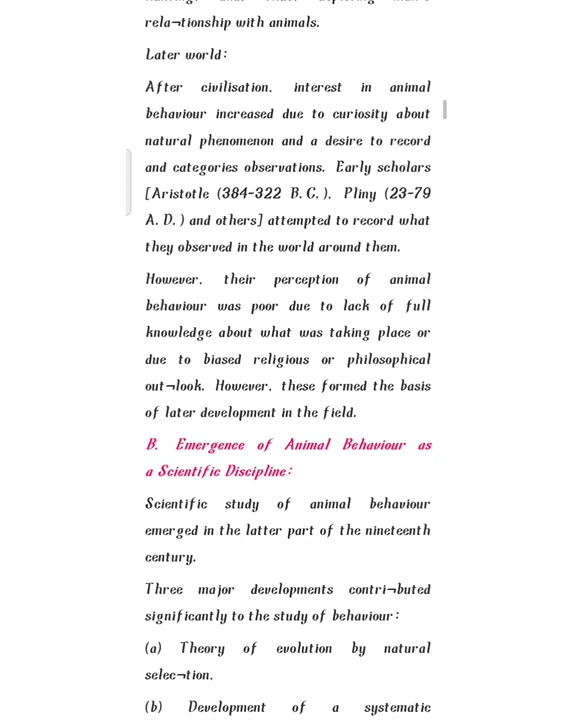 rela¬tionship with animals.
Later world:
After civilisation, interest in animal
behaviour increased due to curiosity about
natural phenomenon and a desire to record
and categories observations. Early scholars
[Aristotle (384-322 B.C.), Pliny (23-79
A.D.) and others] attempted to record what
they observed in the world around them.
However, their perception of animal
behaviour was poor due to lack of full
knowledge about what was taking place or
due to biased religious or philosophical
out¬look. However, these formed the basis
of later development in the field.
B. Emergence of Animal Behaviour as
a Scientific Discipline:
Scientific study of animal behaviour
emerged in the latter part of the nineteenth
century.
Three major developments contri¬buted
significantly to the study of behaviour:
(a) Theory of evolution by natural
selec¬tion.
(b) Development of a systematic